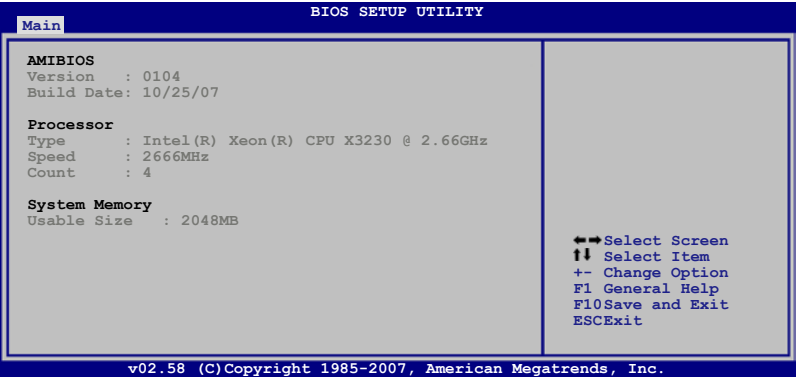 BIOS SETUP UTILITY
Main
AMIBIOS
Version : 0104
Build Date: 10/25/07
Processor
Type : Intel(R) Xeon(R) CPU X3230 @ 2.66GHz
Speed : 2666MHz
Count : 4
System Memory
Usable Size : 2048MB
←→Select Screen
↑↓ Select Item
+- Change Option
F1 General Help
F10Save and Exit
ESCExit
v02.58 (C)Copyright 1985-2007, American Megatrends, Inc.